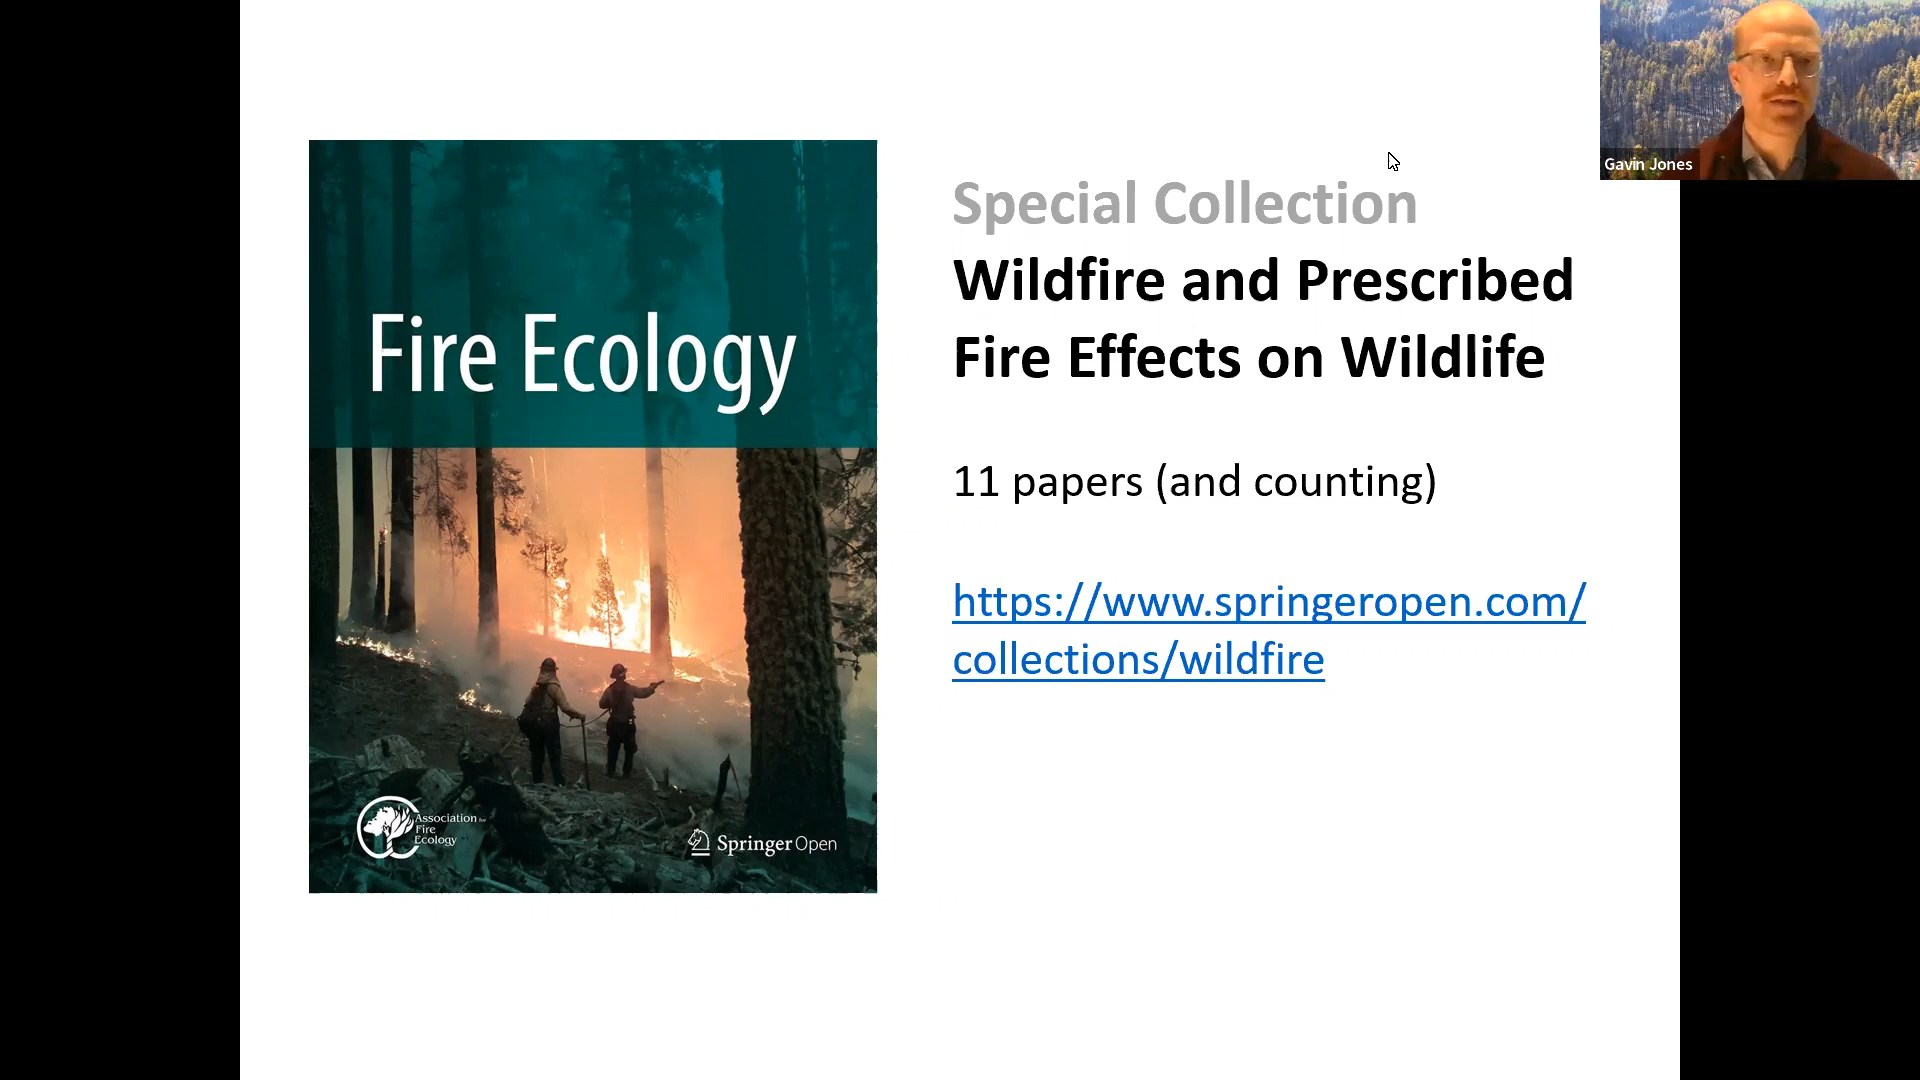 Fire Ecology
Association for
Fire
Ecology
Springer Open
Special Collection
Wildfire and Prescribed
Fire Effects on Wildlife
11 papers (and counting)
https://www.springeropen.com/
collections/wildfire
Gavin Jones